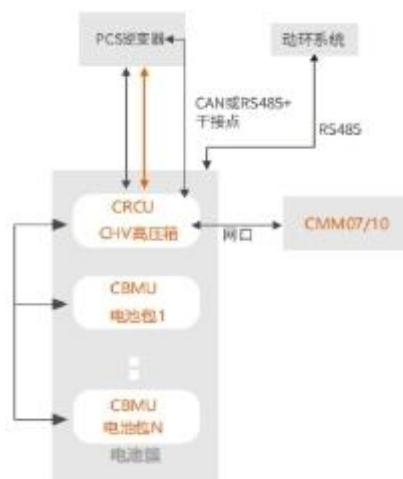 PCS逆变器
动环系统
CAN或RS485+
干接点
RS485
CRCU
CHV高压箱
网口
CMM07/10
CBMU
电池包1
CBMU
电池包N
电池簇